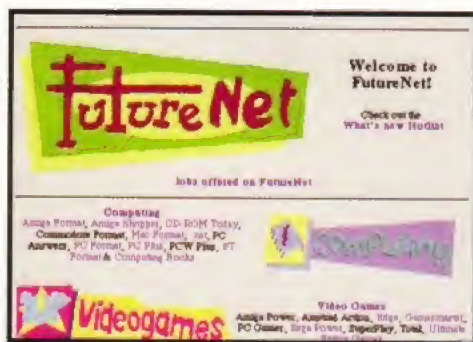 FutureNet
Welcome to
FutureNet!
Check out the
What's new Hotlist
Jobs offered on FutureNet
Computing
Amiga Format, Amiga Shopper, CD-ROM Today,
Commodore Format, Mac Format, .net, PC
Answers, PC Format, PC Plus, PCW Plus, ST
Format & Computing Books
computing
Videogames
Video Games
Amiga Power, Amstrad Action, Edge, Gamesmaster,
PC Gamer, Sega Power, SuperPlay, Total, Ultimate